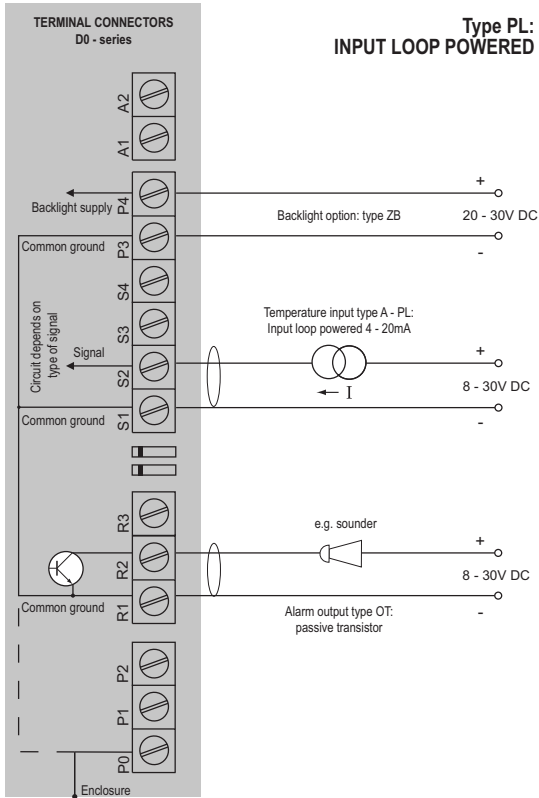 TERMINAL CONNECTORS
D0 - series
Type PL:
INPUT LOOP POWERED
A2
A1
P4
Backlight supply
Backlight option: type ZB
+
20 - 30V DC
-
P3
Common ground
S4
S3
Circuit depends on
type of signal
Temperature input type A - PL:
Input loop powered 4 - 20mA
Signal
S2
I
+
8 - 30V DC
-
Common ground
S1
R3
e.g. sounder
R2
+
8 - 30V DC
-
Common ground
R1
Alarm output type OT:
passive transistor
P2
P1
P0
Enclosure